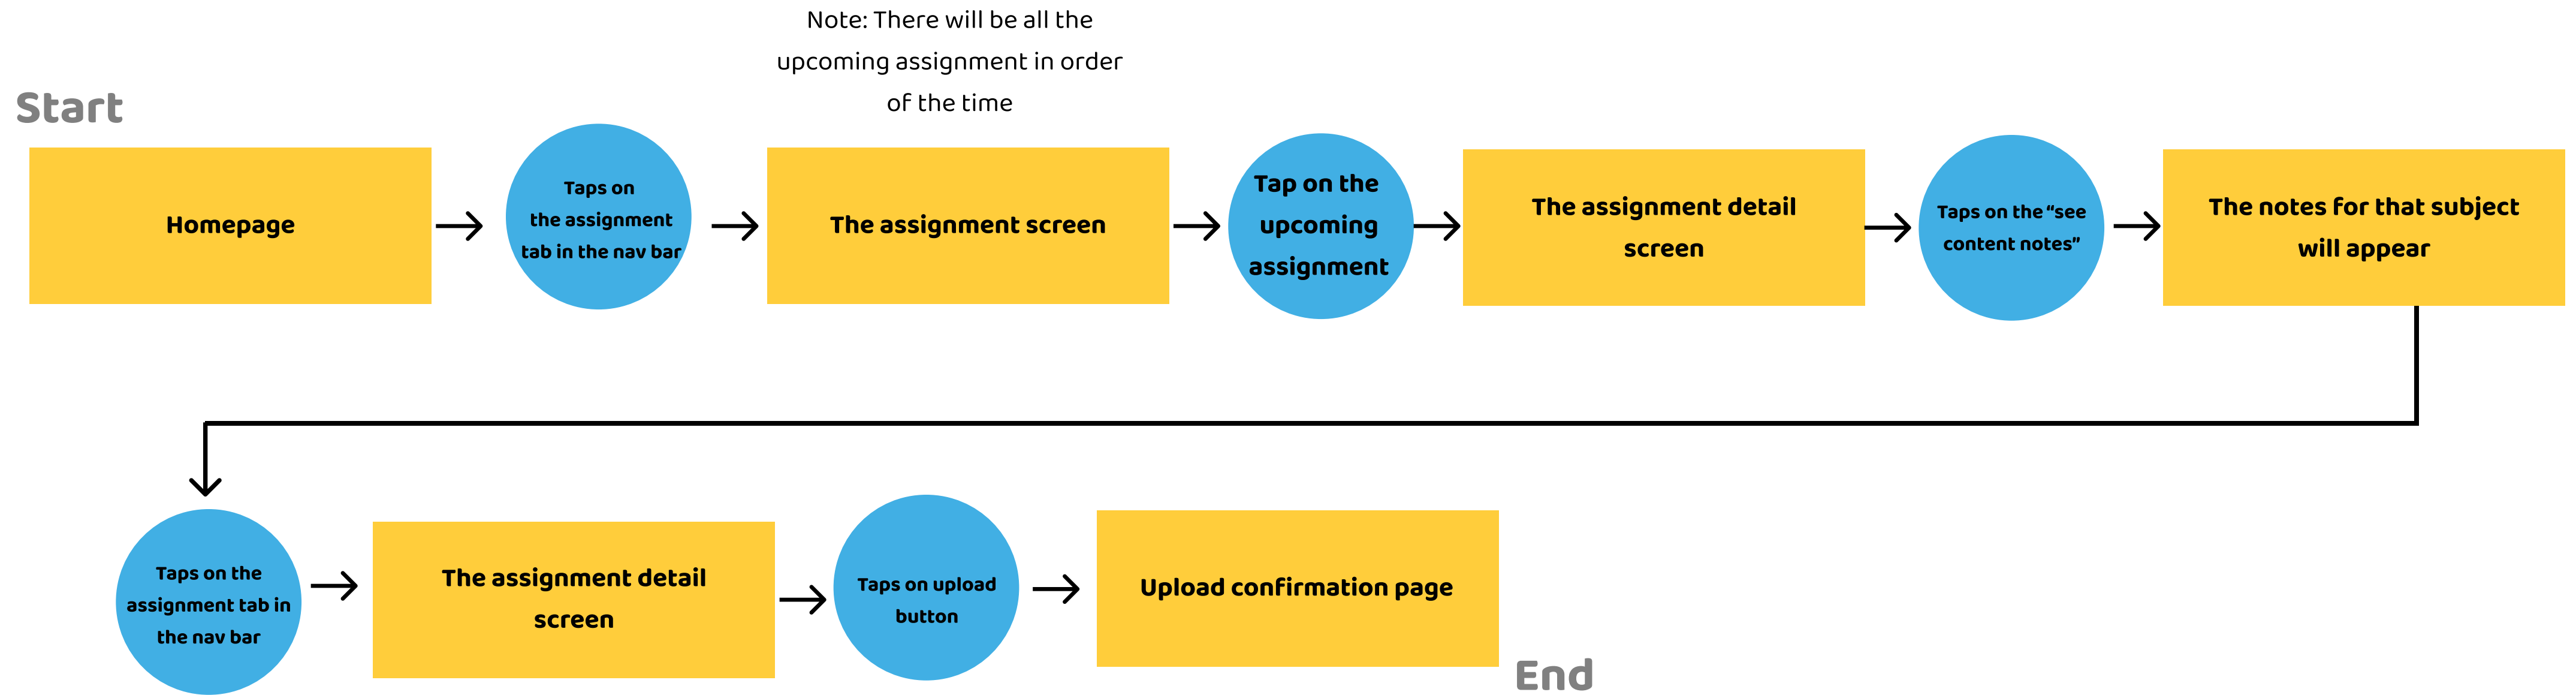 Note: There will be all the
upcoming assignment in order
of the time
Start
Homepage
Taps on
the assignment
tab in the nav bar
The assignment screen
Tap on the
upcoming
assignment
The assignment detail
screen
Taps on the “see
content notes”
The notes for that subject
will appear
Taps on the
assignment tab in
the nav bar
The assignment detail
screen
Taps on upload
button
Upload confirmation page
End